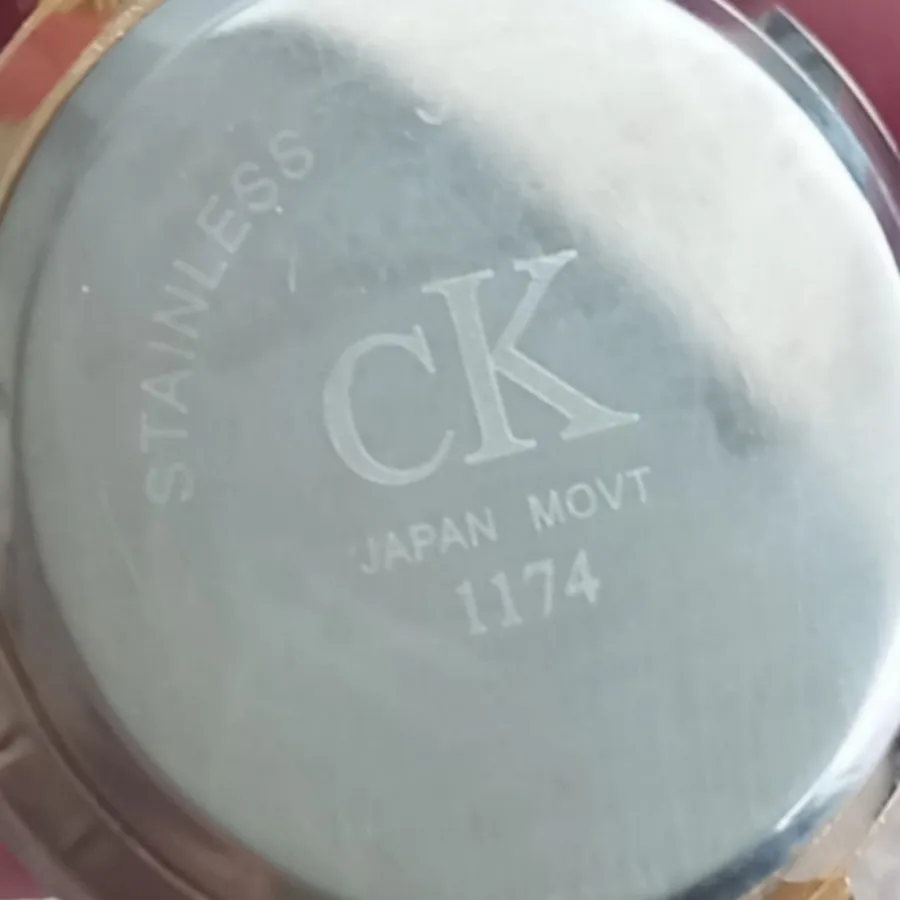 STAINLESS
CK
JAPAN MOVT
1174